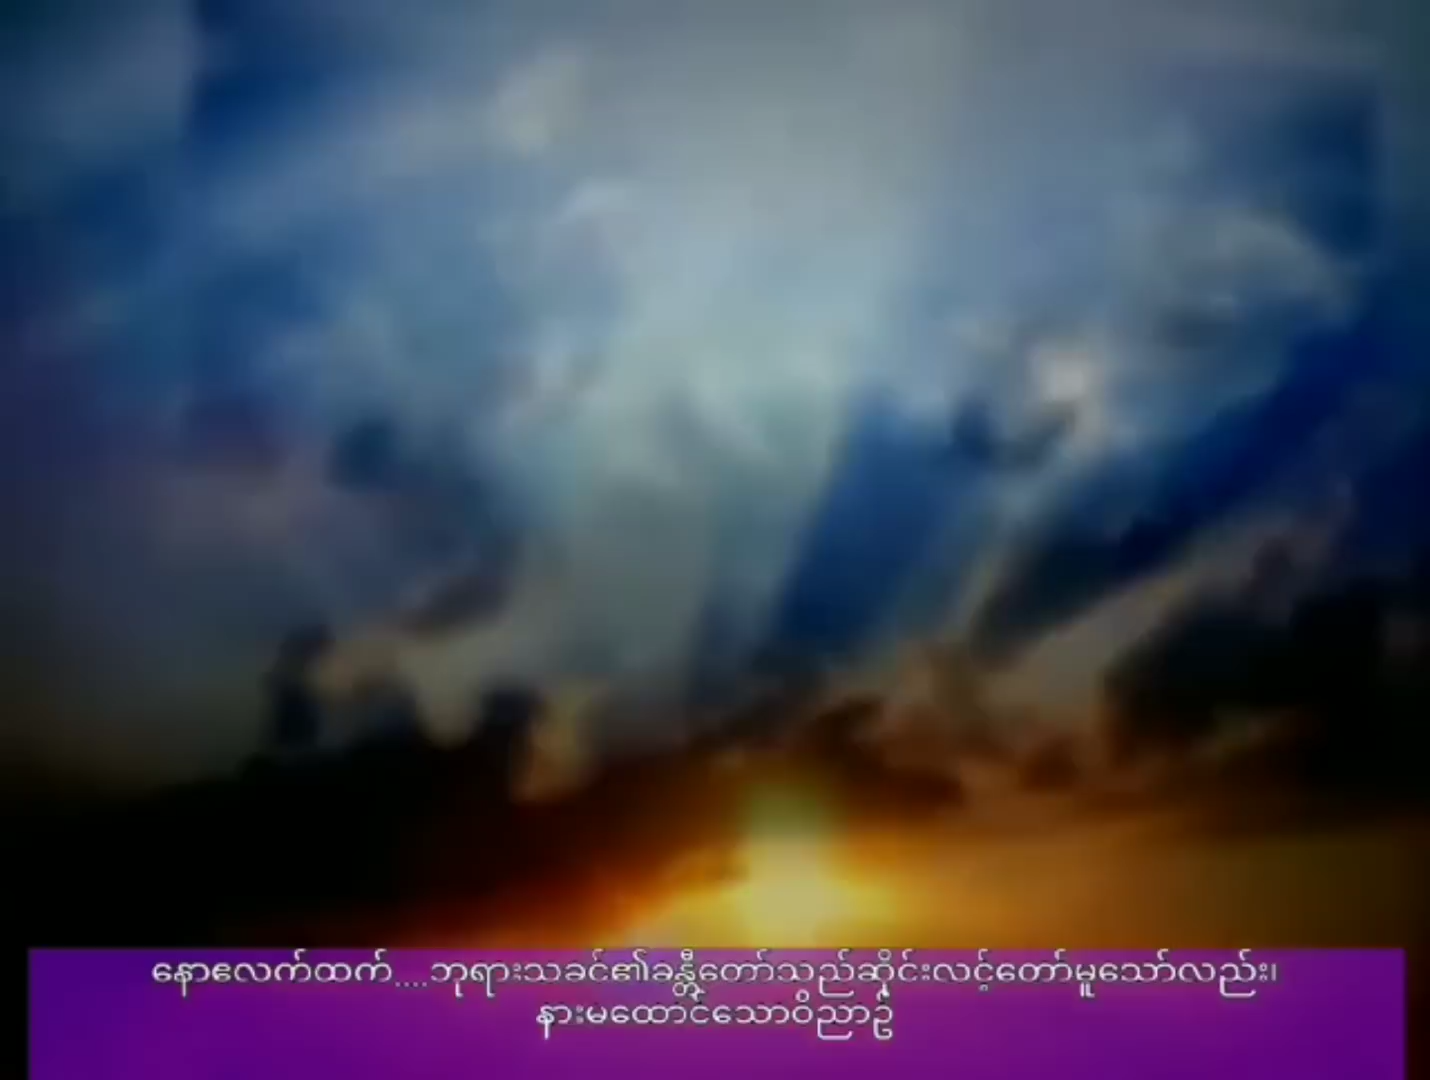 နောဧလက်ထက်....ဘုရားသခင်၏ခန္တီတော်သည်ဆိုင်းလင့်တော်မူသော်လည်း၊
နားမထောင်သောဝိညာဉ်